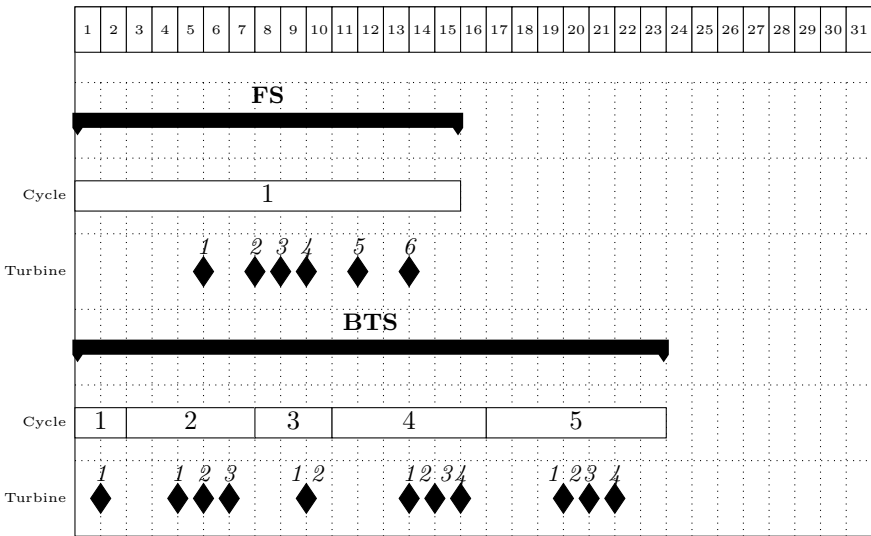 1 2 3 4 5 6 7 8 9 10 11 12 13 14 15 16 17 18 19 20 21 22 23 24 25 26 27 28 29 30 31
FS
Cycle 1
Turbine 1 2 3 4 5 6
BTS
Cycle 1 2 3 4 5
Turbine 1 1 2 3 1 2 1 2 3 4 1 2 3 4